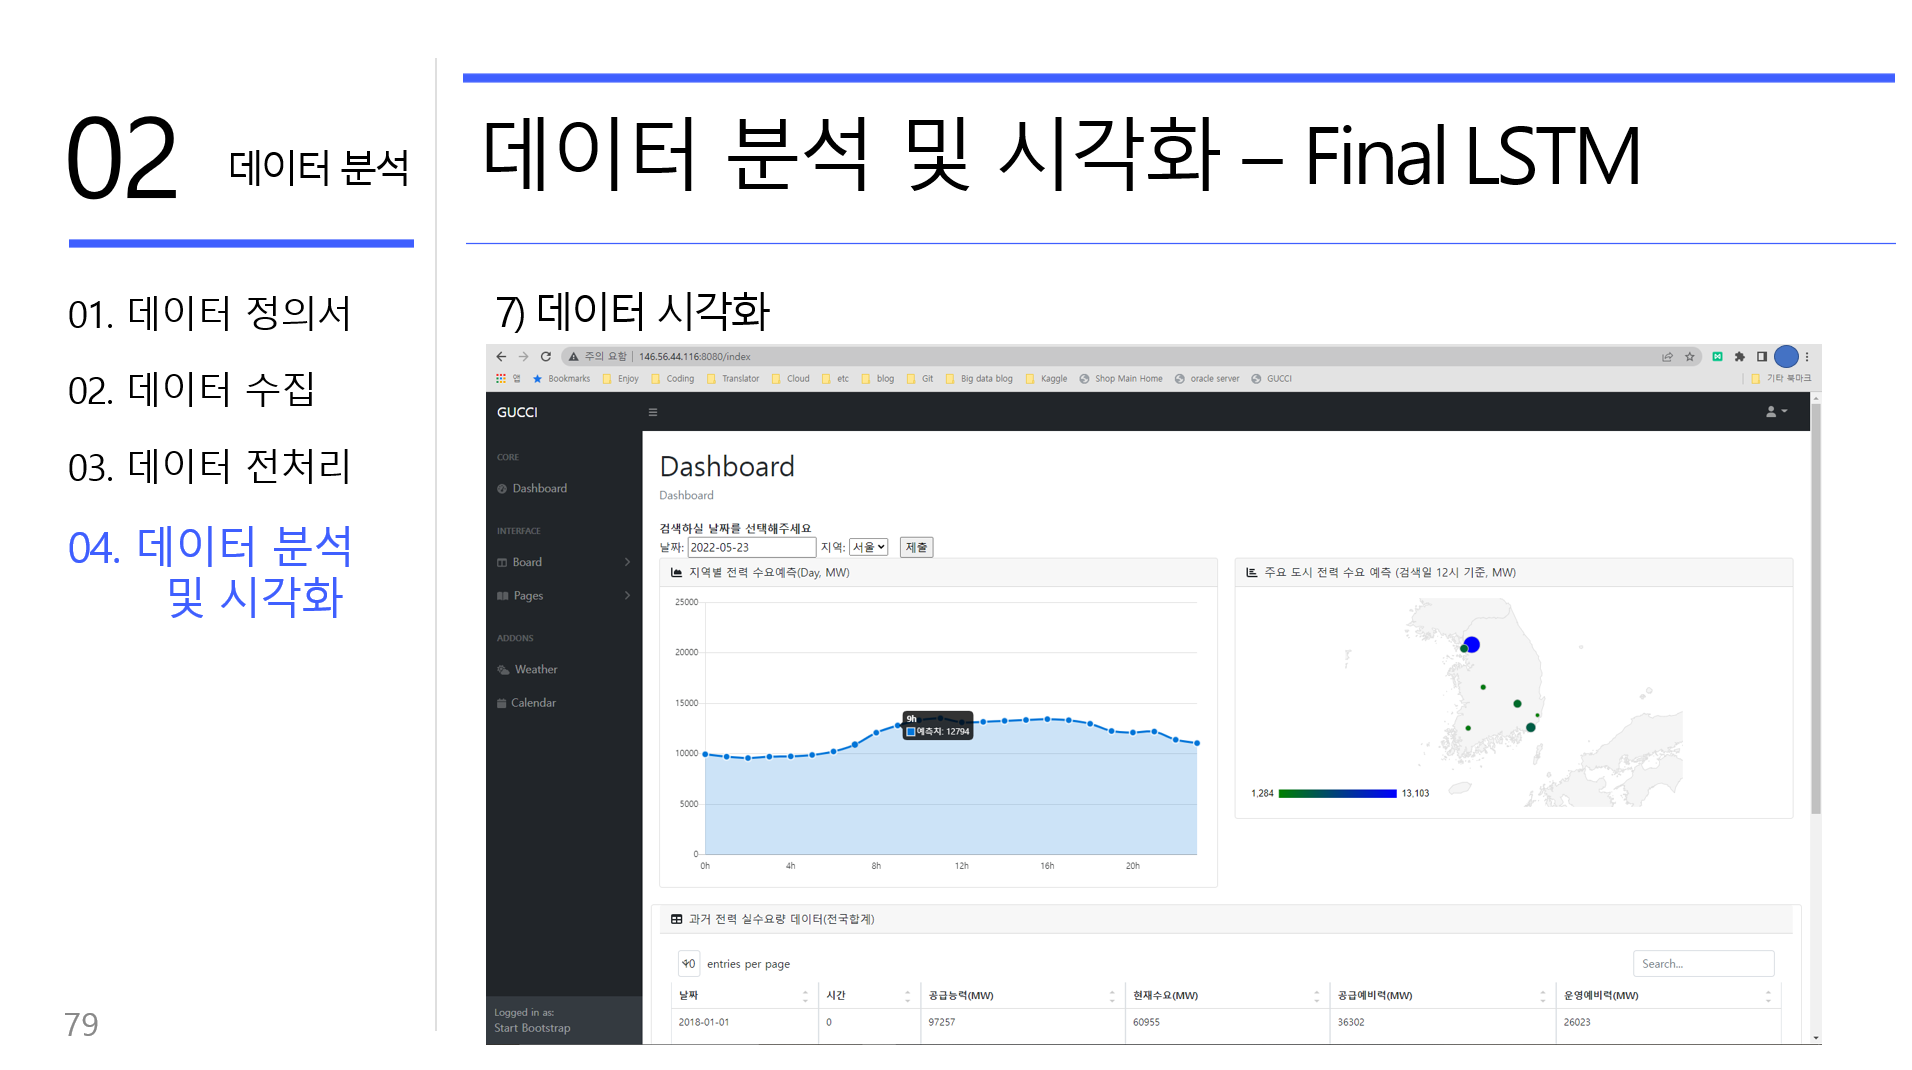 02 데이터 분석
01. 데이터 정의서
02. 데이터 수집
03. 데이터 전처리
04. 데이터 분석
및 시각화
79
데이터 분석 및 시각화 – Final LSTM
7) 데이터 시각화
주의 요함 | 146.56.44.116:8080/index
앱 Bookmarks Enjoy Coding Translator Cloud etc blog Git Big data blog Kaggle Shop Main Home oracle server GUCCI 기타 북마크
GUCCI
CORE
Dashboard
INTERFACE
Board
Pages
ADDONS
Weather
Calendar
Logged in as:
Start Bootstrap
Dashboard
Dashboard
검색하실 날짜를 선택해주세요
날짜: 2022-05-23 지역: 서울 제출
지역별 전력 수요예측(Day, MW)
25000
20000
15000
10000
5000
0
0h 4h 8h 12h 16h 20h
9h
예측치: 12794
주요 도시 전력 수요 예측 (검색일 12시 기준, MW)
1,284 13,103
과거 전력 실수요량 데이터(전국합계)
10 entries per page
Search...
날짜 시간 공급능력(MW) 현재수요(MW) 공급예비력(MW) 운영예비력(MW)
2018-01-01 0 97257 60955 36302 26023